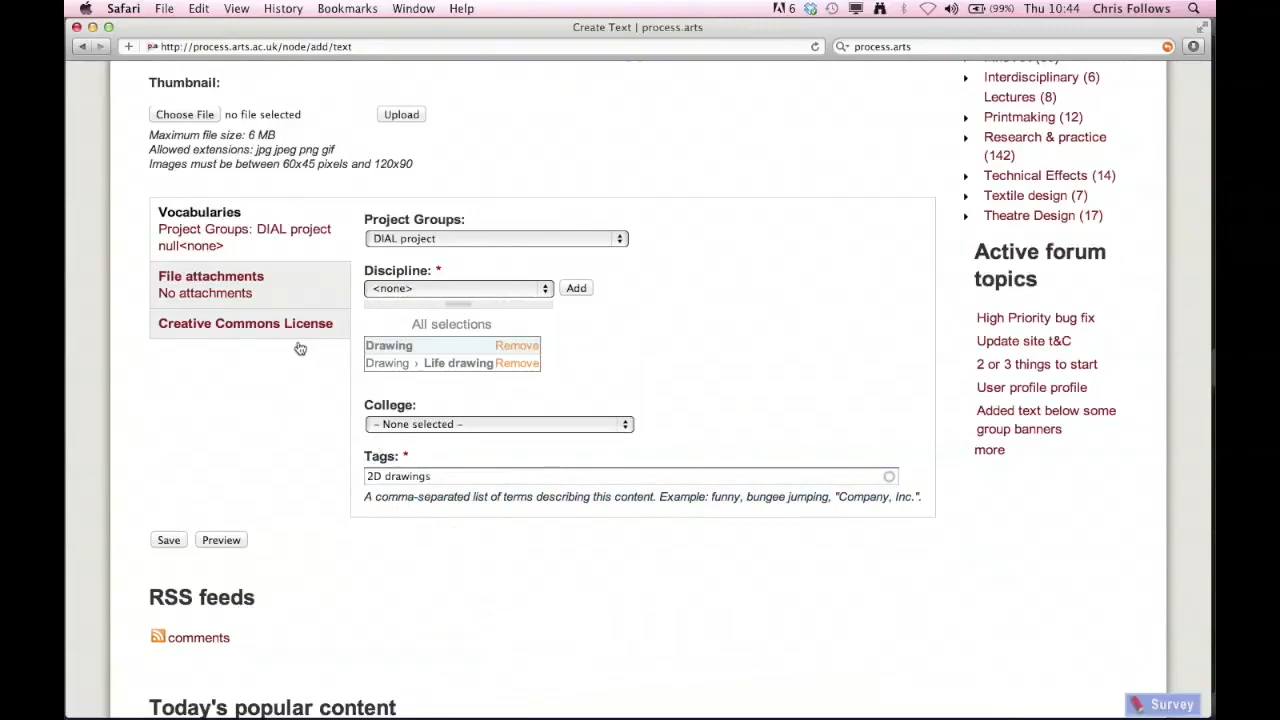 Safari File Edit View History Bookmarks Window Help
6 (99%) Thu 10:44 Chris Follows
Create Text | process.arts
http://process.arts.ac.uk/node/add/text
process.arts
Thumbnail:
Choose File no file selected Upload
Maximum file size: 6 MB
Allowed extensions: jpg jpeg png gif
Images must be between 60x45 pixels and 120x90
Vocabularies
Project Groups: DIAL project
null<none>
File attachments
No attachments
Creative Commons License
Project Groups:
DIAL project
Discipline: *
<none> Add
All selections
Drawing Remove
Drawing › Life drawing Remove
College:
- None selected -
Tags: *
2D drawings
A comma-separated list of terms describing this content. Example: funny, bungee jumping, "Company, Inc.".
Save Preview
RSS feeds
comments
Today's popular content
Interdisciplinary (6)
Lectures (8)
Printmaking (12)
Research & practice
(142)
Technical Effects (14)
Textile design (7)
Theatre Design (17)
Active forum
topics
High Priority bug fix
Update site t&C
2 or 3 things to start
User profile profile
Added text below some
group banners
more
Survey